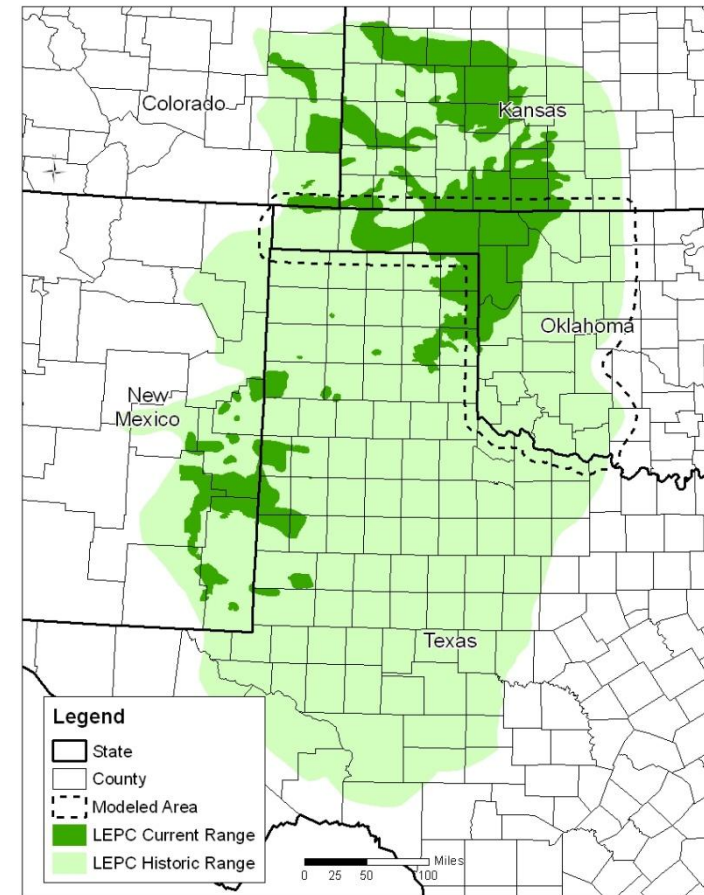 Colorado
Kansas
Oklahoma
New
Mexico
Texas
Legend
State
County
Modeled Area
LEPC Current Range
LEPC Historic Range
Miles
0 25 50 100